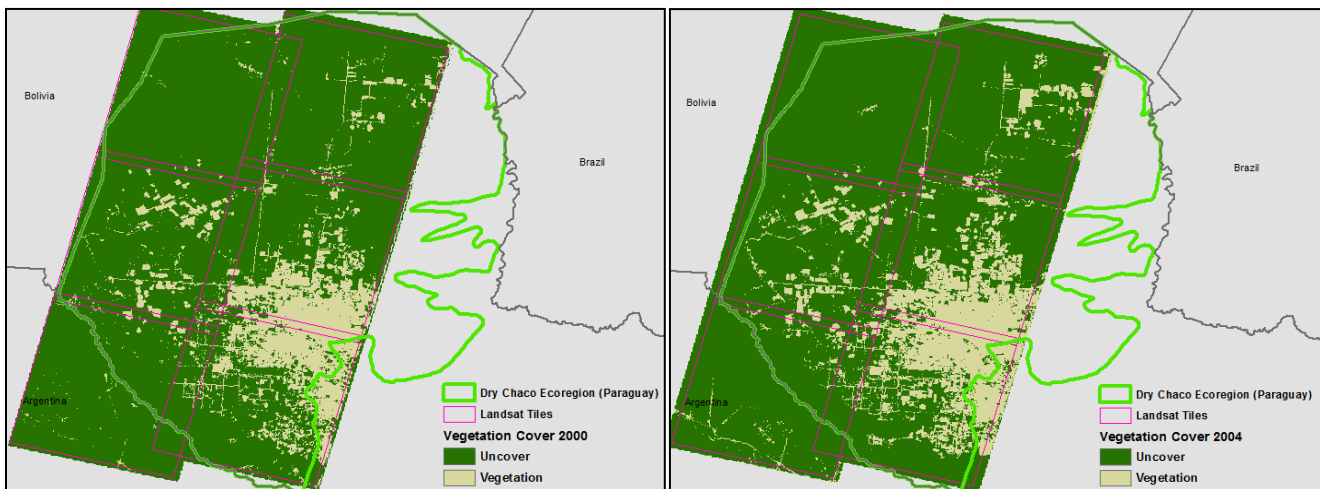 Bolivia
Brazil
Argentina
Dry Chaco Ecoregion (Paraguay)
Landsat Tiles
Vegetation Cover 2000
Uncover
Vegetation
Bolivia
Brazil
Argentina
Dry Chaco Ecoregion (Paraguay)
Landsat Tiles
Vegetation Cover 2004
Uncover
Vegetation